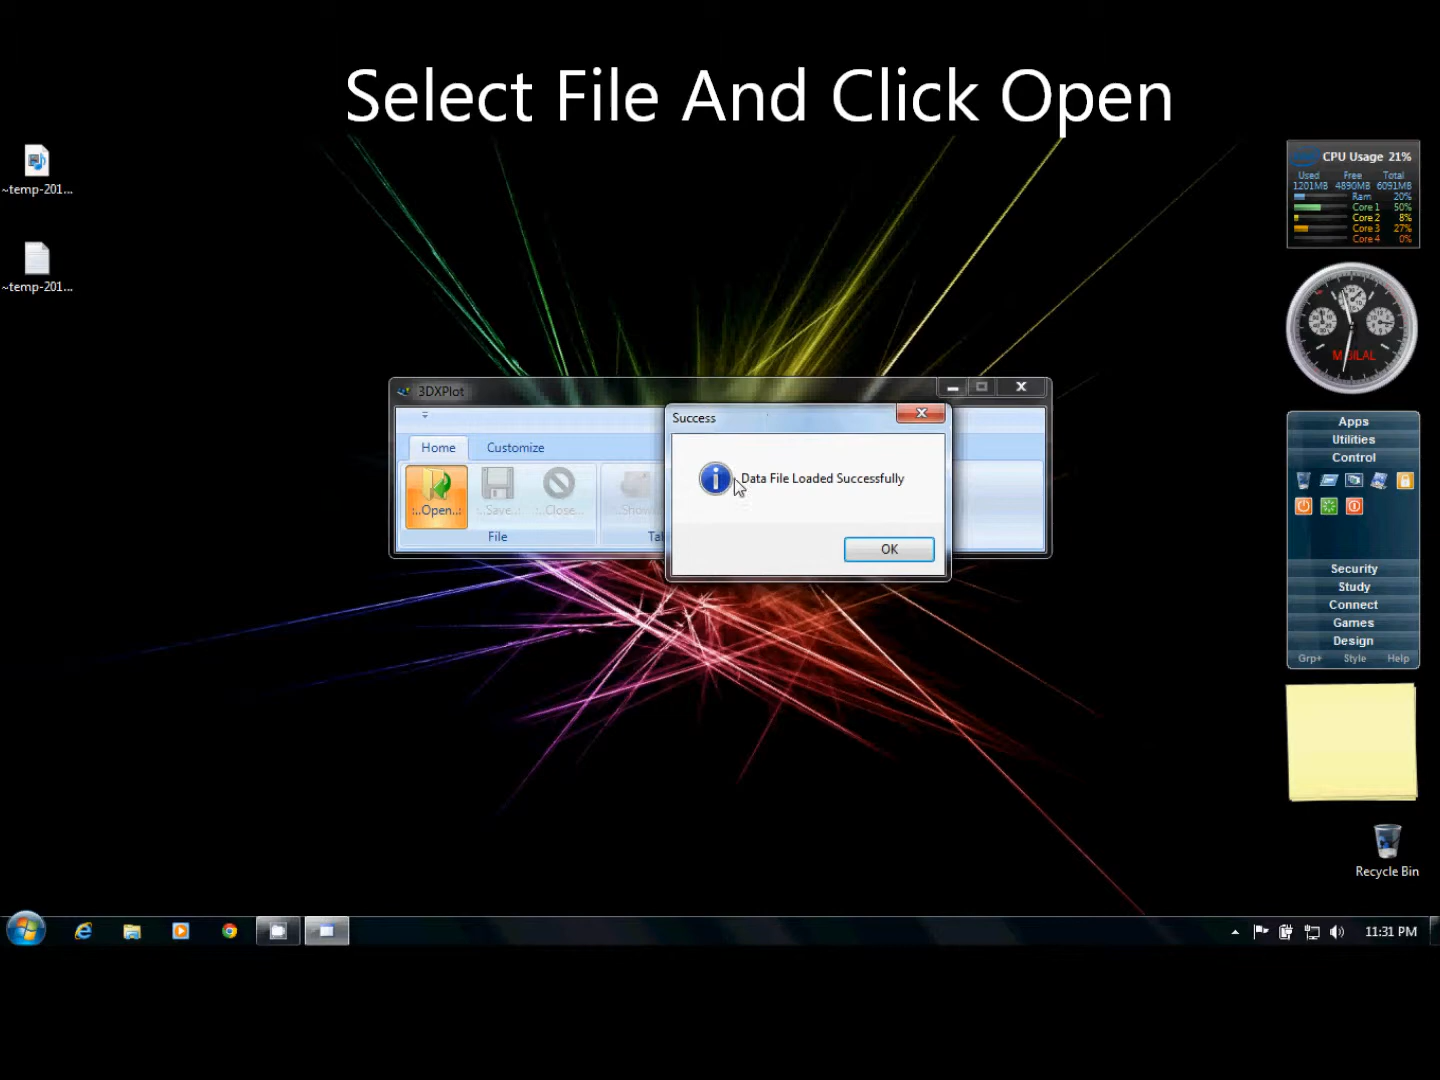 Select File And Click Open
~temp-201...
~temp-201...
CPU Usage 21%
Used Free Total
1201MB 4890MB 6091MB
Ram 20%
Core 1 50%
Core 2 8%
Core 3 27%
Core 4 0%
3DXPlot
Home Customize
:..Open..:
:..Save..:
:..Close..
:..Show
File
Tal
Success
Data File Loaded Successfully
OK
Apps
Utilities
Control
Security
Study
Connect
Games
Design
Grp+ Style Help
Recycle Bin
11:31 PM